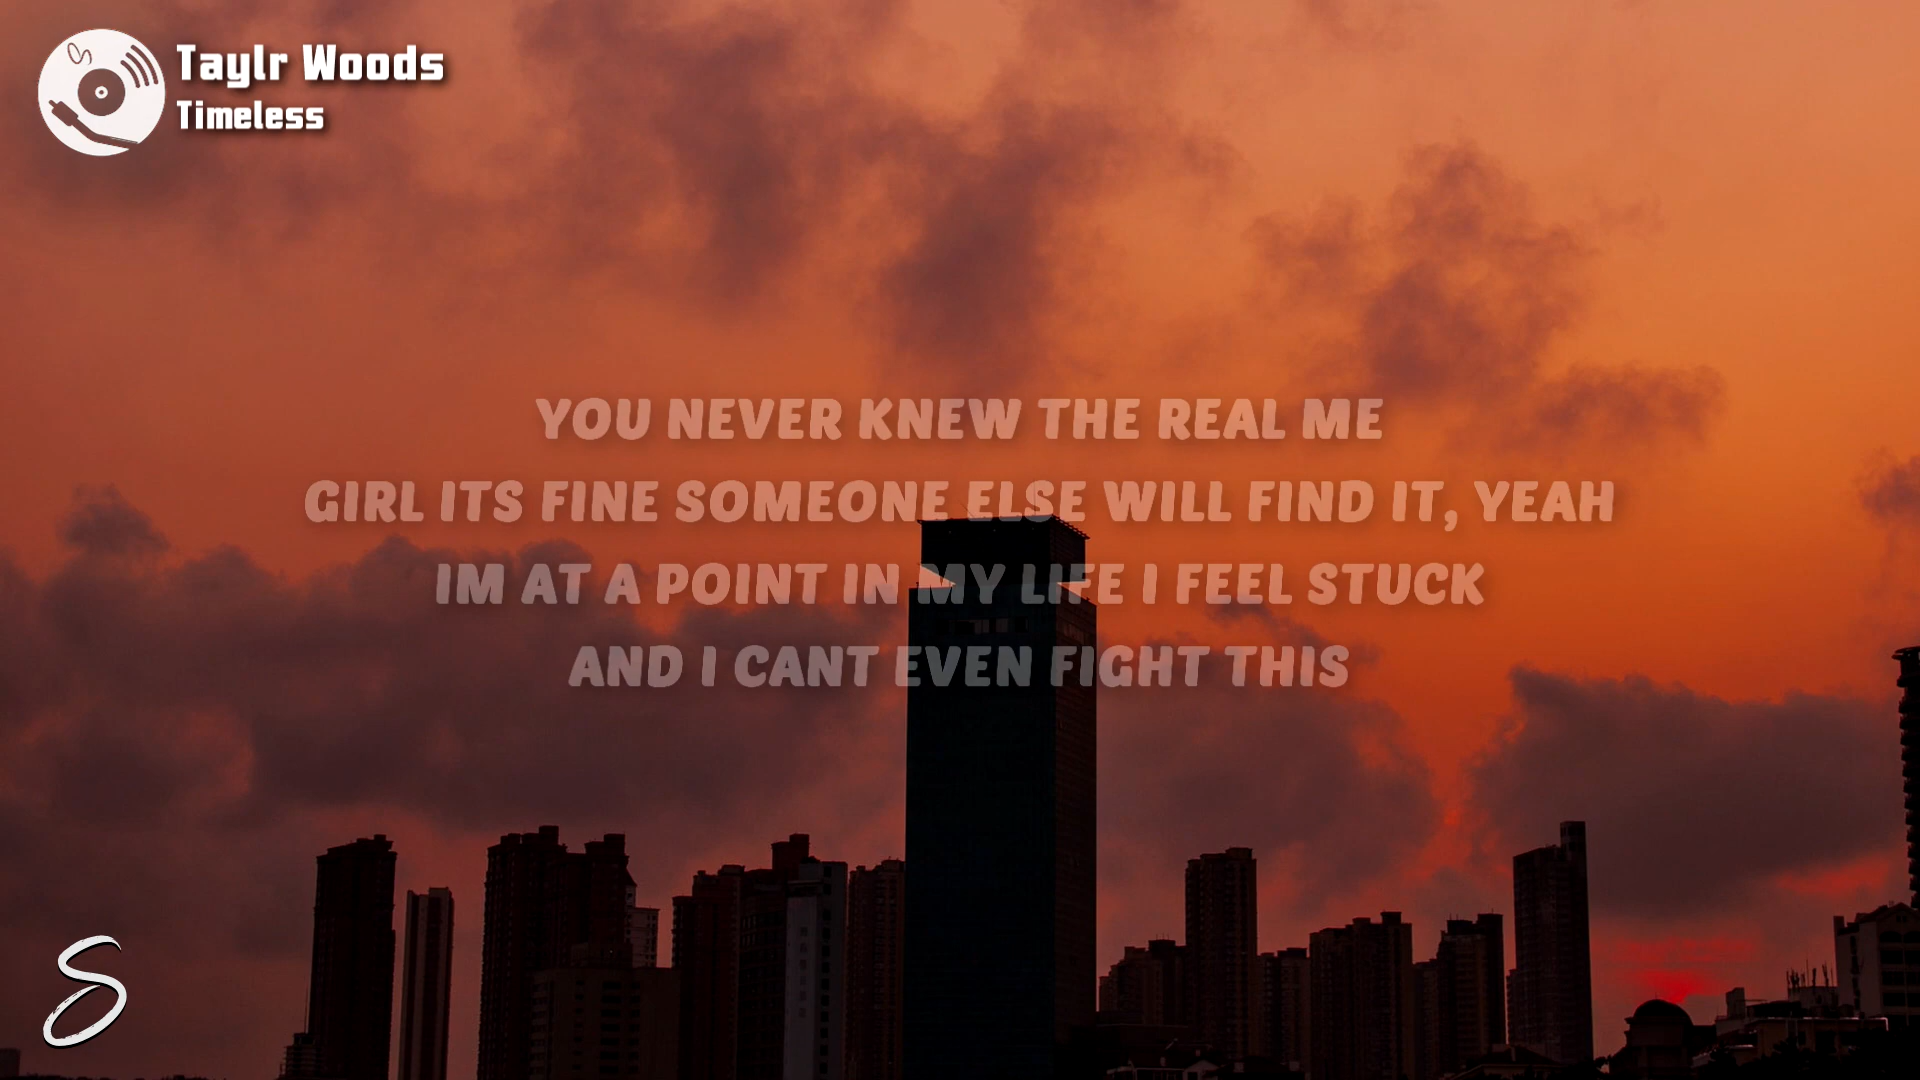 Taylr Woods
Timeless
YOU NEVER KNEW THE REAL ME
GIRL ITS FINE SOMEONE ELSE WILL FIND IT, YEAH
IM AT A POINT IN MY LIFE I FEEL STUCK
AND I CANT EVEN FIGHT THIS
S